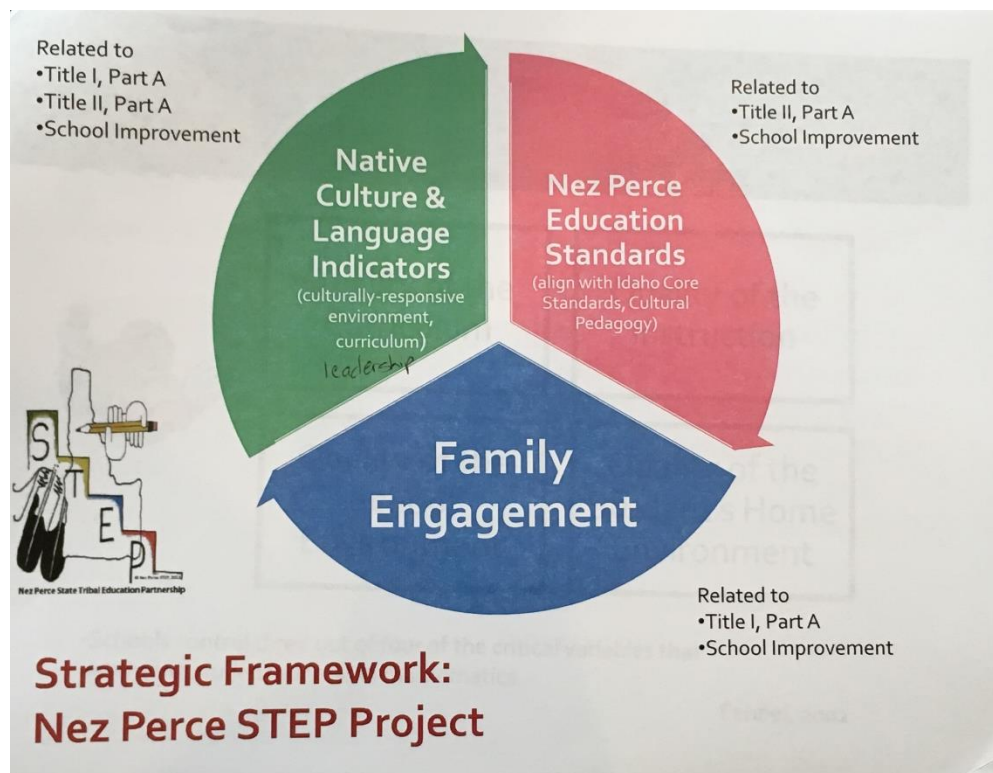 Related to
•Title I, Part A
•Title II, Part A
•School Improvement
Related to
•Title II, Part A
•School Improvement
Native
Culture &
Language
Indicators
(culturally-responsive
environment,
curriculum)
leadership
Nez Perce
Education
Standards
(align with Idaho Core
Standards, Cultural
Pedagogy)
Family
Engagement
S
T
E
P
Nez Perce State Tribal Education Partnership
Related to
•Title I, Part A
•School Improvement
Strategic Framework:
Nez Perce STEP Project